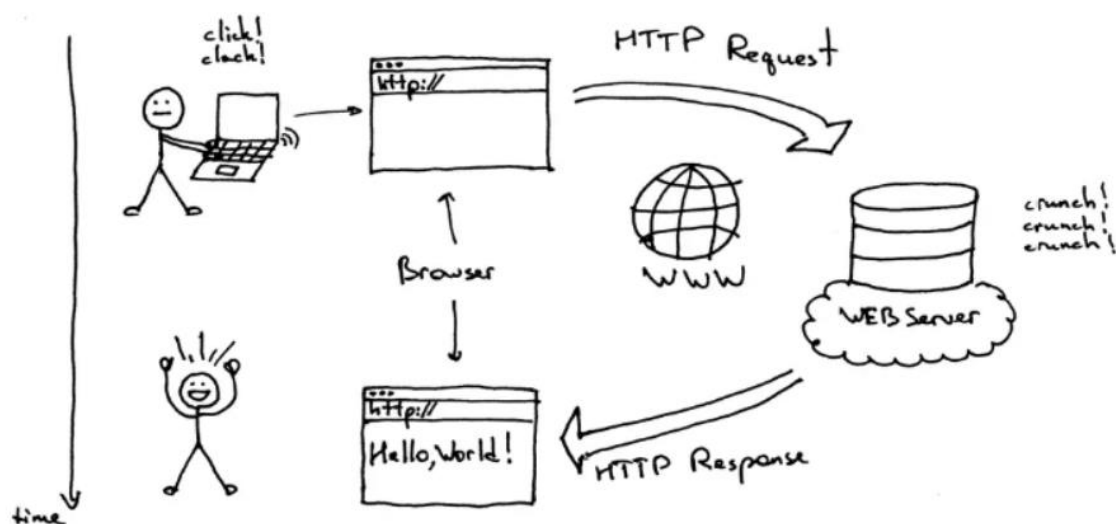 click!
clack!
HTTP Request
http://
crunch!
crunch!
crunch!
WWW
Browser
WEB Server
http://
Hello, World!
HTTP Response
time